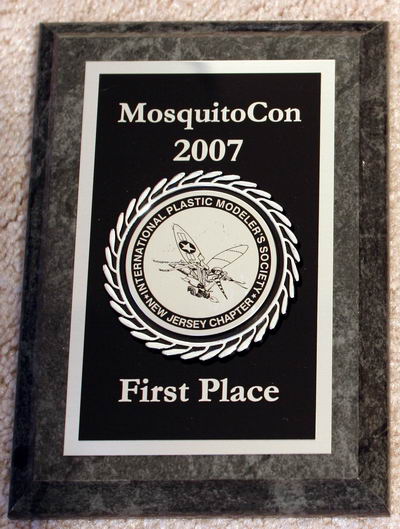 MosquitoCon
2007
INTERNATIONAL PLASTIC MODELER'S SOCIETY
★ NEW JERSEY CHAPTER ★
First Place